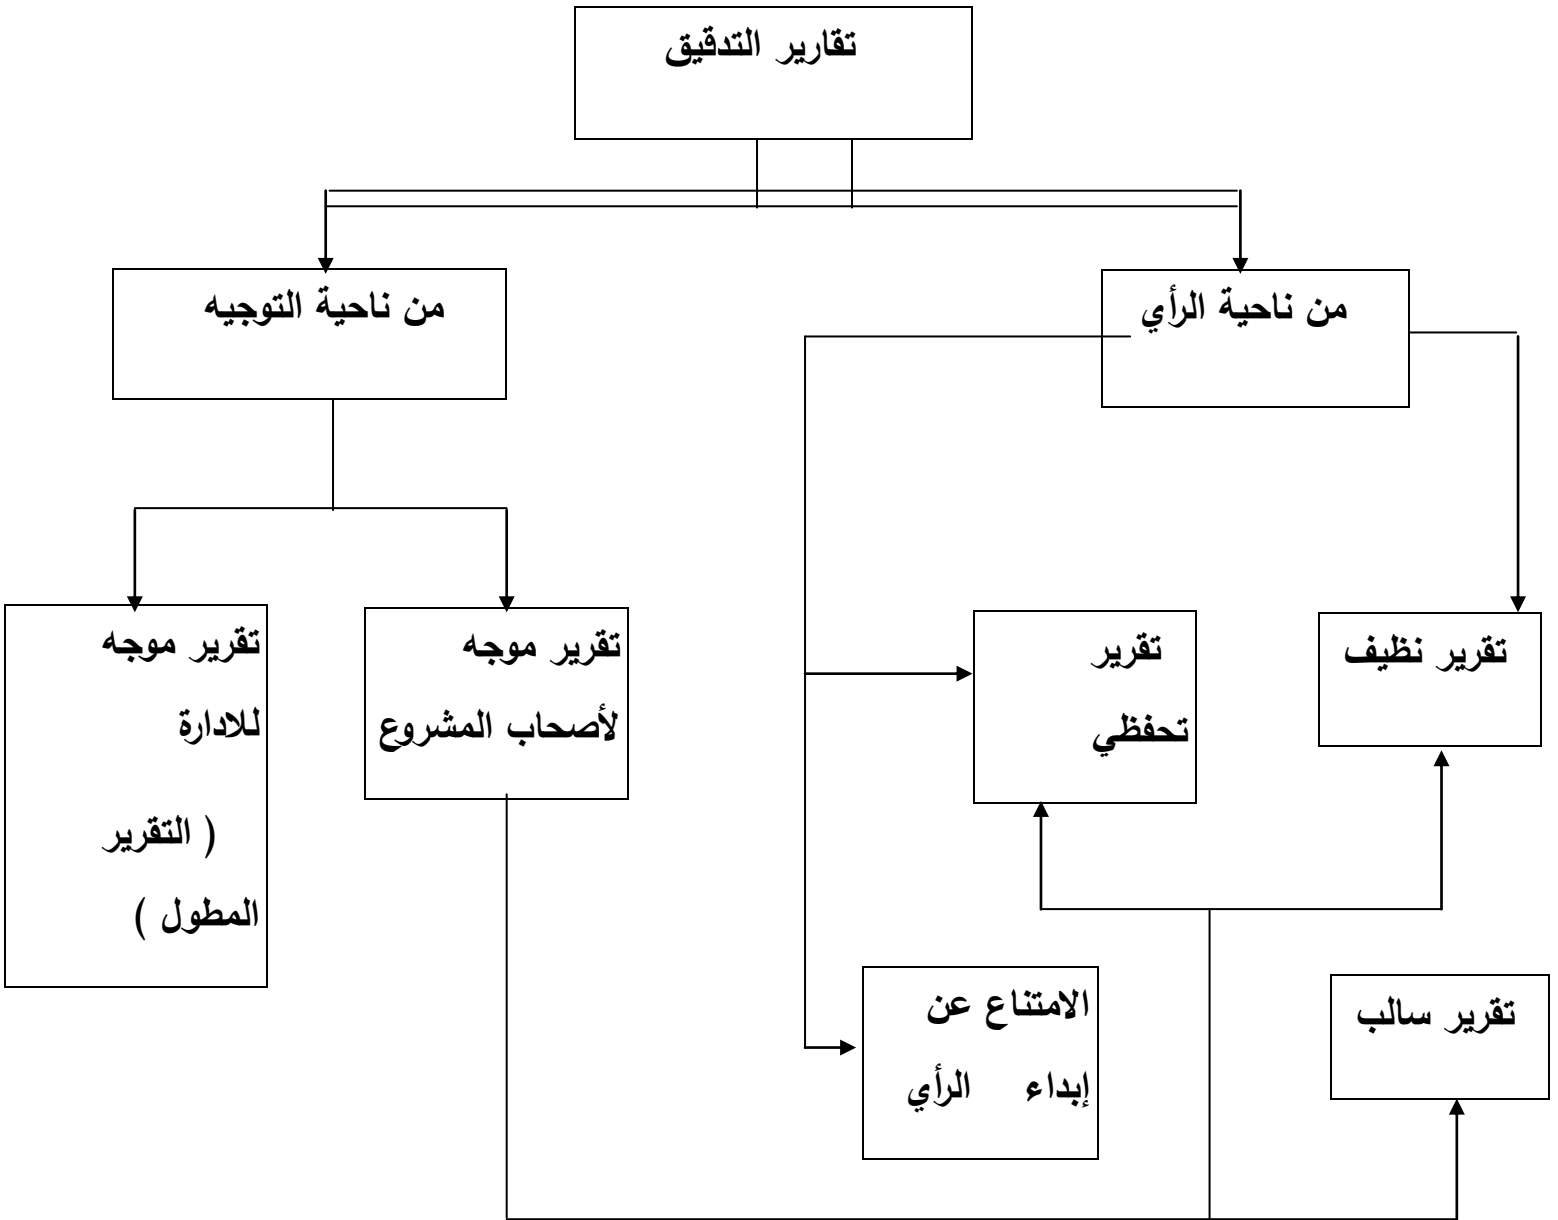 تقارير التدقيق
من ناحية الرأي
من ناحية التوجيه
تقرير نظيف
تقرير
تحفظي
تقرير موجه
لأصحاب المشروع
تقرير موجه
للادارة
( التقرير
المطول )
تقرير سالب
الامتناع عن
إبداء الرأي